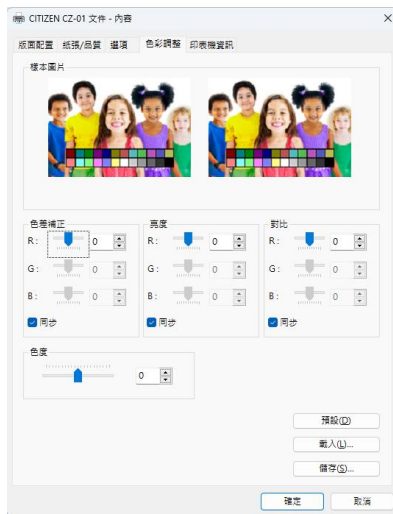 CITIZEN CZ-01 文件 - 內容
版面配置 紙張/品質 選項 色彩調整 印表機資訊
樣本圖片
色差補正 亮度 對比
R: 0 R: 0 R: 0
G: 0 G: 0 G: 0
B: 0 B: 0 B: 0
同步 同步 同步
色度
0
預設(D)
載入(L)...
儲存(S)...
確定 取消